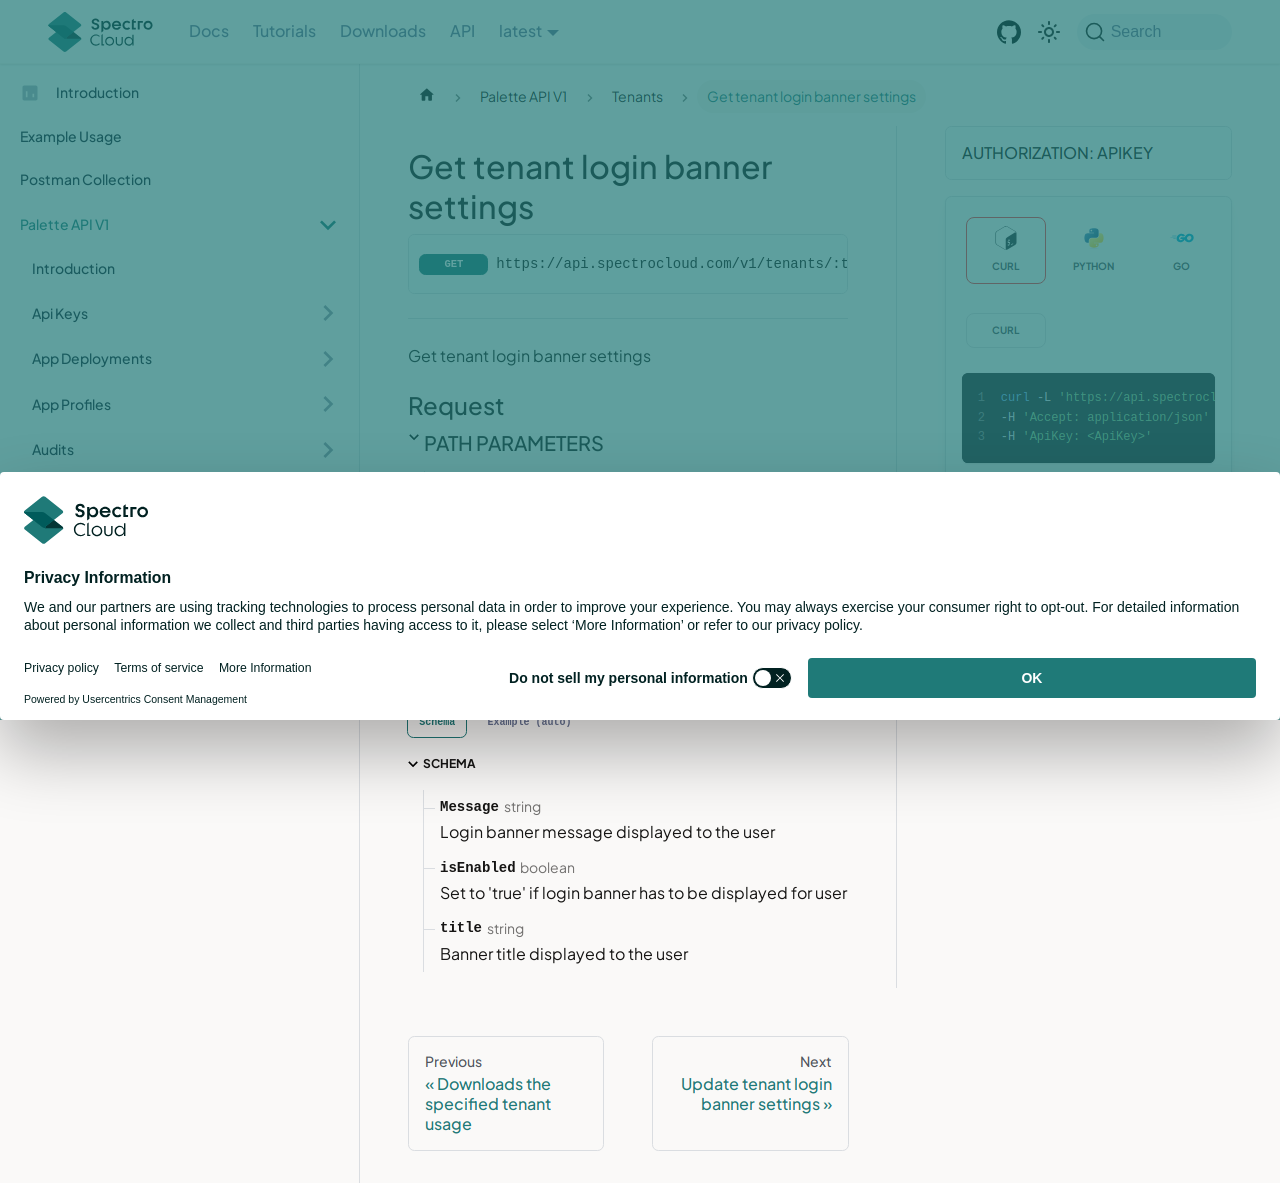 Spectro
Cloud
Docs
Tutorials
Downloads
API
latest
Search
Introduction
Example Usage
Postman Collection
Palette API V1
Introduction
Api Keys
App Deployments
App Profiles
Audits
Palette API V1
Tenants
Get tenant login banner settings
Get tenant login banner
settings
GET https://api.spectrocloud.com/v1/tenants/:t
Get tenant login banner settings
Request
PATH PARAMETERS
AUTHORIZATION: APIKEY
CURL
PYTHON
GO
CURL
1 curl -L 'https://api.spectrocl
2 -H 'Accept: application/json'
3 -H 'ApiKey: <ApiKey>'
Spectro
Cloud
Privacy Information
We and our partners are using tracking technologies to process personal data in order to improve your experience. You may always exercise your consumer right to opt-out. For detailed information
about personal information we collect and third parties having access to it, please select ‘More Information’ or refer to our privacy policy.
Privacy policy
Terms of service
More Information
Do not sell my personal information
OK
Powered by Usercentrics Consent Management
Schema
Example (auto)
SCHEMA
Message string
Login banner message displayed to the user
isEnabled boolean
Set to 'true' if login banner has to be displayed for user
title string
Banner title displayed to the user
Previous
« Downloads the
specified tenant
usage
Next
Update tenant login
banner settings »